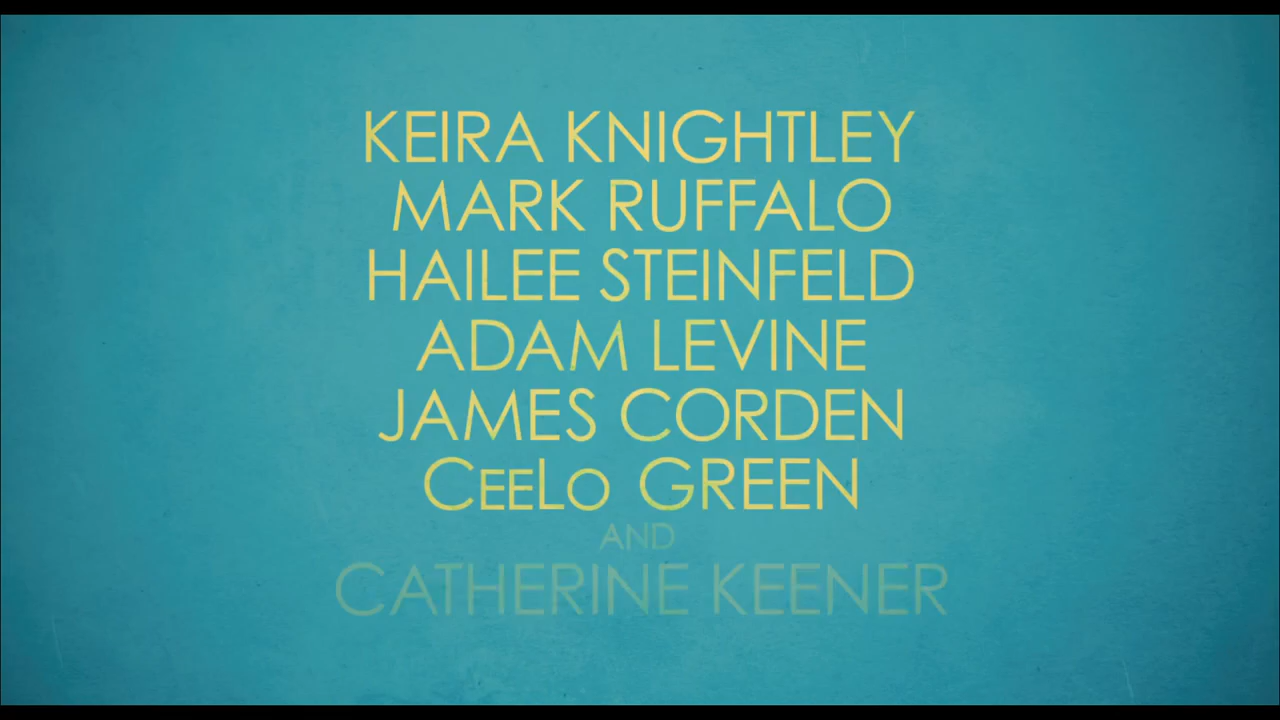 KEIRA KNIGHTLEY
MARK RUFFALO
HAILEE STEINFELD
ADAM LEVINE
JAMES CORDEN
CEELO GREEN
AND
CATHERINE KEENER